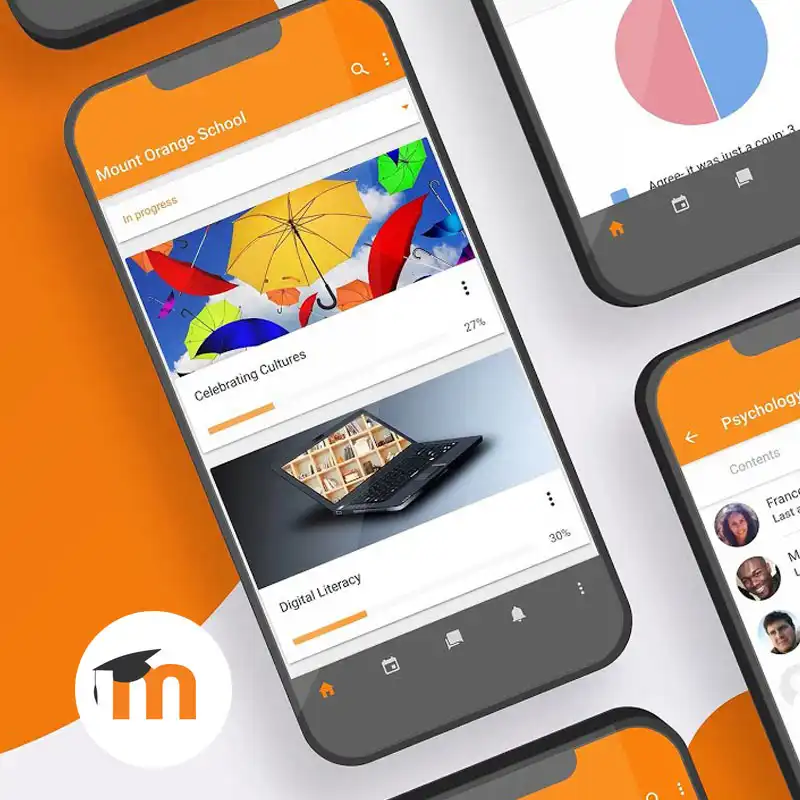 Mount Orange School
In progress
27%
Celebrating Cultures
30%
Digital Literacy
Agree- it was just a coup: 3
Psychology
Contents
Last
m